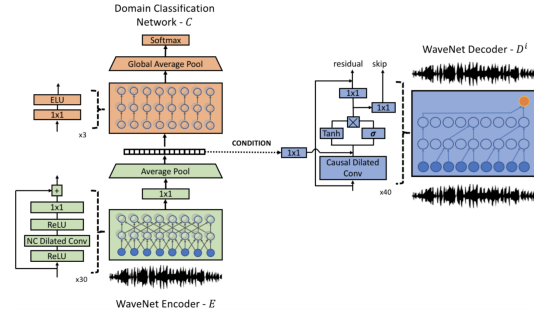 Domain Classification
Network - C
Softmax
Global Average Pool
ELU
1x1
x3
CONDITION
Average Pool
1x1
+
1x1
ReLU
NC Dilated Conv
ReLU
x30
WaveNet Encoder - E
residual
skip
1x1
1x1
Tanh
σ
1x1
Causal Dilated
Conv
x40
WaveNet Decoder - Dⁱ